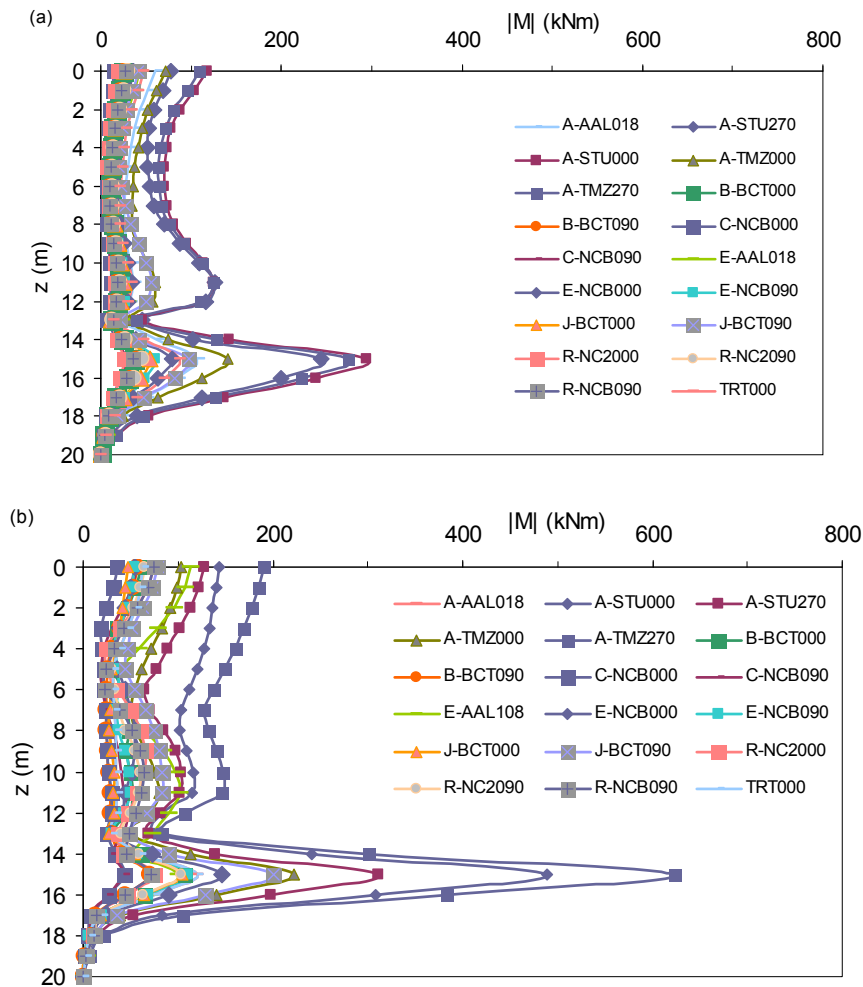 (a)
|M| (kNm)
0 200 400 600 800
0
2
4
6
8
10
12
14
16
18
20
z (m)
A-AAL018 A-STU270
A-STU000 A-TMZ000
A-TMZ270 B-BCT000
B-BCT090 C-NCB000
C-NCB090 E-AAL018
E-NCB000 E-NCB090
J-BCT000 J-BCT090
R-NC2000 R-NC2090
R-NCB090 TRT000
(b)
|M| (kNm)
0 200 400 600 800
0
2
4
6
8
10
12
14
16
18
20
z (m)
A-AAL018 A-STU000 A-STU270
A-TMZ000 A-TMZ270 B-BCT000
B-BCT090 C-NCB000 C-NCB090
E-AAL108 E-NCB000 E-NCB090
J-BCT000 J-BCT090 R-NC2000
R-NC2090 R-NCB090 TRT000